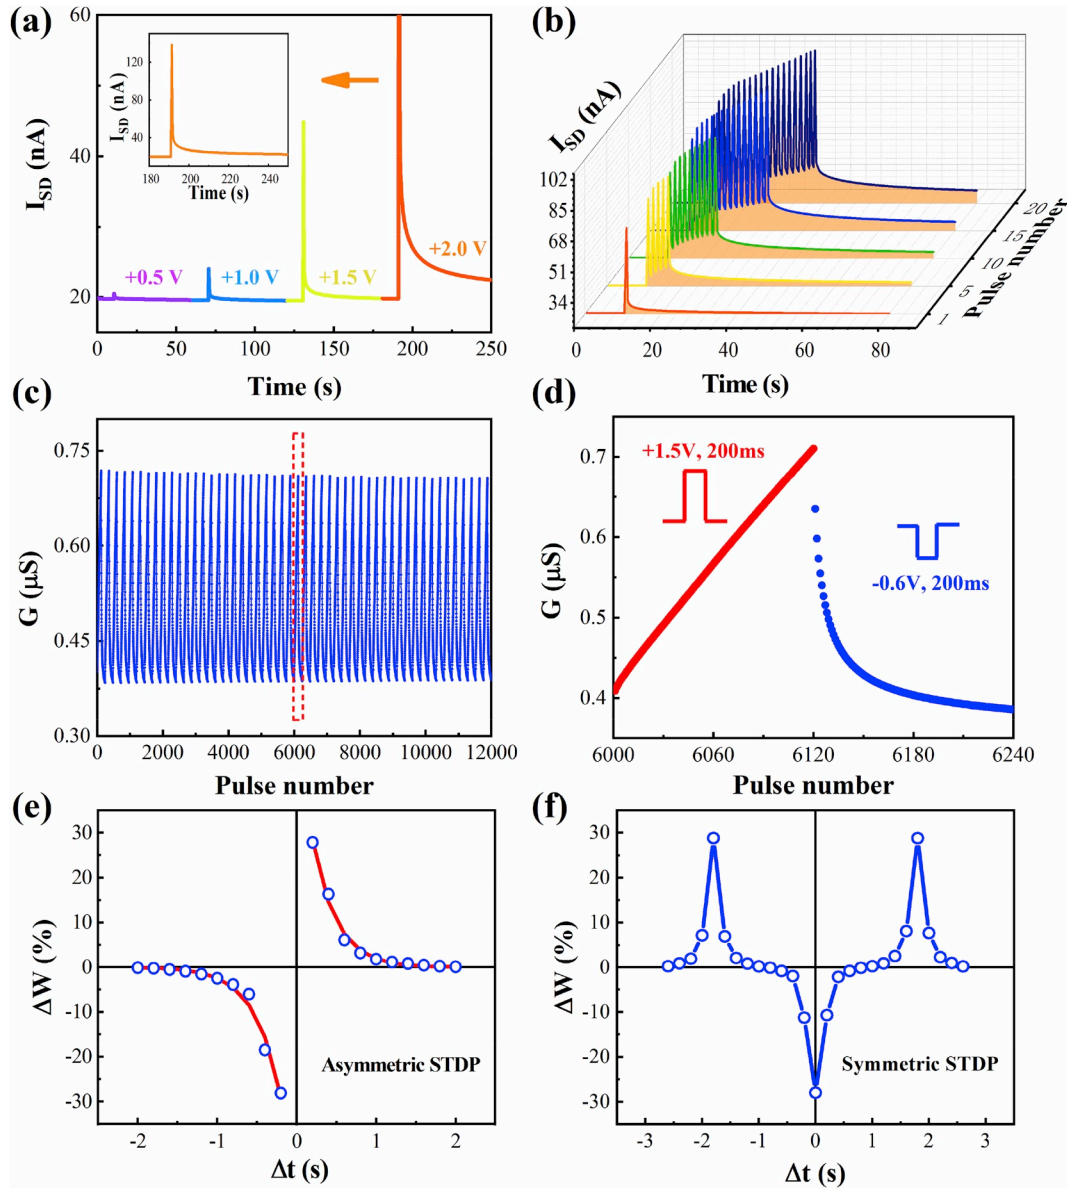 (a)
60
40
20
I_SD (nA)
0
50
100
150
200
250
Time (s)
+0.5 V
+1.0 V
+1.5 V
+2.0 V
120
80
40
I_SD (nA)
180
200
220
240
Time (s)
(b)
I_SD (nA)
102
85
68
51
34
0
20
40
60
80
Time (s)
1
5
10
15
20
Pulse number
(c)
0.75
0.60
0.45
0.30
G (μS)
0
2000
4000
6000
8000
10000
12000
Pulse number
(d)
0.7
0.6
0.5
0.4
G (μS)
+1.5V, 200ms
-0.6V, 200ms
6000
6060
6120
6180
6240
Pulse number
(e)
30
20
10
0
-10
-20
-30
ΔW (%)
Asymmetric STDP
-2
-1
0
1
2
Δt (s)
(f)
30
20
10
0
-10
-20
-30
ΔW (%)
Symmetric STDP
-3
-2
-1
0
1
2
3
Δt (s)